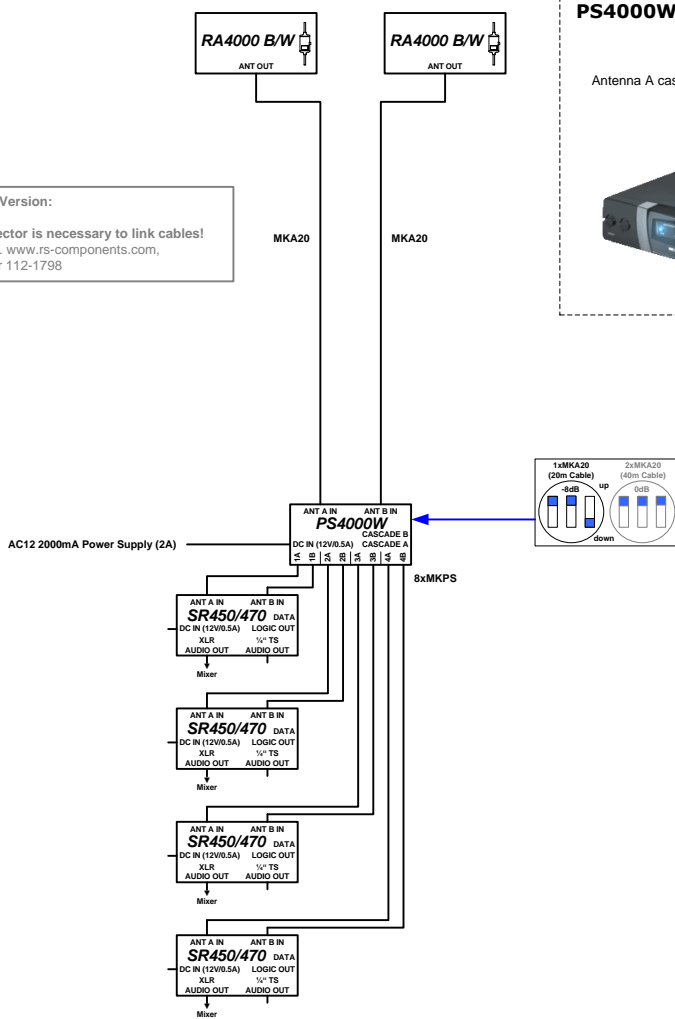 RA4000 B/W
ANT OUT
RA4000 B/W
ANT OUT
PS4000W
Antenna A
Version:
is necessary to link cables!
www.rs-components.com,
112-1798
MKA20
MKA20
1xMKA20
(20m Cable)
-8dB
up
down
2xMKA20
(40m Cable)
0dB
ANT A IN
ANT B IN
PS4000W
CASCADE B
DC IN (12V/0.5A)
CASCADE A
1A
1B
2A
2B
3A
3B
4A
4B
AC12 2000mA Power Supply (2A)
8xMKPS
ANT A IN
ANT B IN
SR450/470 DATA
DC IN (12V/0.5A)
LOGIC OUT
XLR
¼“ TS
AUDIO OUT
AUDIO OUT
Mixer
ANT A IN
ANT B IN
SR450/470 DATA
DC IN (12V/0.5A)
LOGIC OUT
XLR
¼“ TS
AUDIO OUT
AUDIO OUT
Mixer
ANT A IN
ANT B IN
SR450/470 DATA
DC IN (12V/0.5A)
LOGIC OUT
XLR
¼“ TS
AUDIO OUT
AUDIO OUT
Mixer
ANT A IN
ANT B IN
SR450/470 DATA
DC IN (12V/0.5A)
LOGIC OUT
XLR
¼“ TS
AUDIO OUT
AUDIO OUT
Mixer